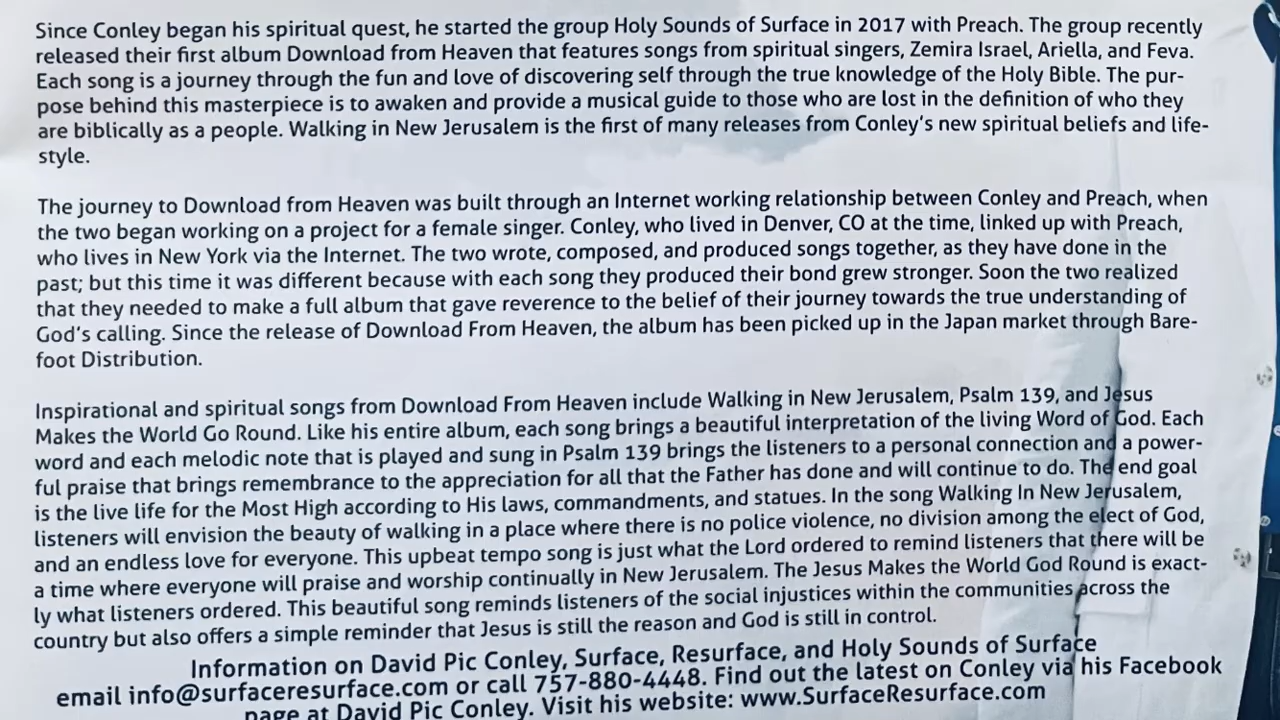 Since Conley began his spiritual quest, he started the group Holy Sounds of Surface in 2017 with Preach. The group recently
released their first album Download from Heaven that features songs from spiritual singers, Zemira Israel, Ariella, and Feva.
Each song is a journey through the fun and love of discovering self through the true knowledge of the Holy Bible. The pur-
pose behind this masterpiece is to awaken and provide a musical guide to those who are lost in the definition of who they
are biblically as a people. Walking in New Jerusalem is the first of many releases from Conley's new spiritual beliefs and life-
style.
The journey to Download from Heaven was built through an Internet working relationship between Conley and Preach, when
the two began working on a project for a female singer. Conley, who lived in Denver, CO at the time, linked up with Preach,
who lives in New York via the Internet. The two wrote, composed, and produced songs together, as they have done in the
past; but this time it was different because with each song they produced their bond grew stronger. Soon the two realized
that they needed to make a full album that gave reverence to the belief of their journey towards the true understanding of
God's calling. Since the release of Download From Heaven, the album has been picked up in the Japan market through Bare-
foot Distribution.
Inspirational and spiritual songs from Download From Heaven include Walking in New Jerusalem, Psalm 139, and Jesus
Makes the World Go Round. Like his entire album, each song brings a beautiful interpretation of the living Word of God. Each
word and each melodic note that is played and sung in Psalm 139 brings the listeners to a personal connection and a power-
ful praise that brings remembrance to the appreciation for all that the Father has done and will continue to do. The end goal
is the live life for the Most High according to His laws, commandments, and statues. In the song Walking In New Jerusalem,
listeners will envision the beauty of walking in a place where there is no police violence, no division among the elect of God,
and an endless love for everyone. This upbeat tempo song is just what the Lord ordered to remind listeners that there will be
a time where everyone will praise and worship continually in New Jerusalem. The Jesus Makes the World God Round is exact-
ly what listeners ordered. This beautiful song reminds listeners of the social injustices within the communities across the
country but also offers a simple reminder that Jesus is still the reason and God is still in control.
Information on David Pic Conley, Surface, Resurface, and Holy Sounds of Surface
email info@surfaceresurface.com or call 757-880-4448. Find out the latest on Conley via his Facebook
page at David Pic Conley. Visit his website: www.SurfaceResurface.com